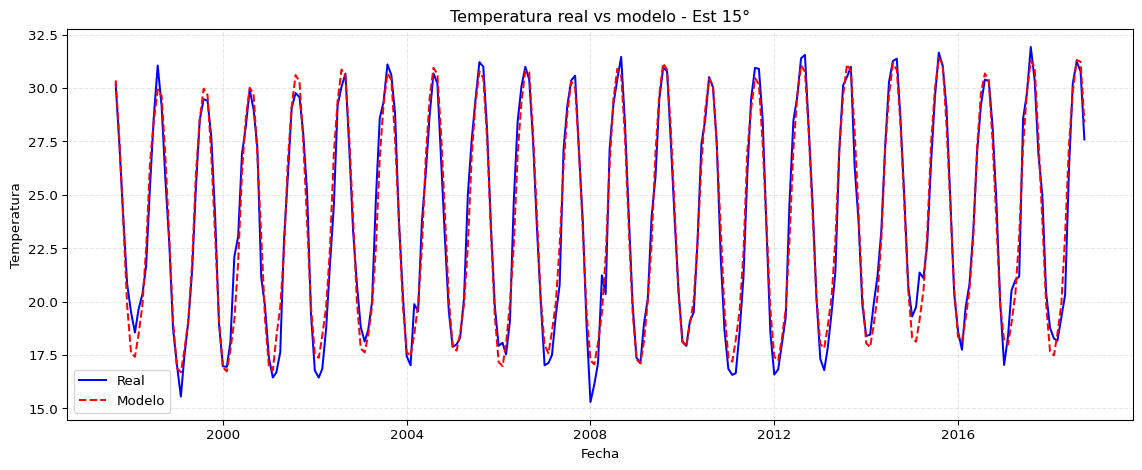 Temperatura real vs modelo - Est 15°
32.5
30.0
27.5
25.0
22.5
20.0
17.5
15.0
Temperatura
Real
Modelo
2000
2004
2008
2012
2016
Fecha